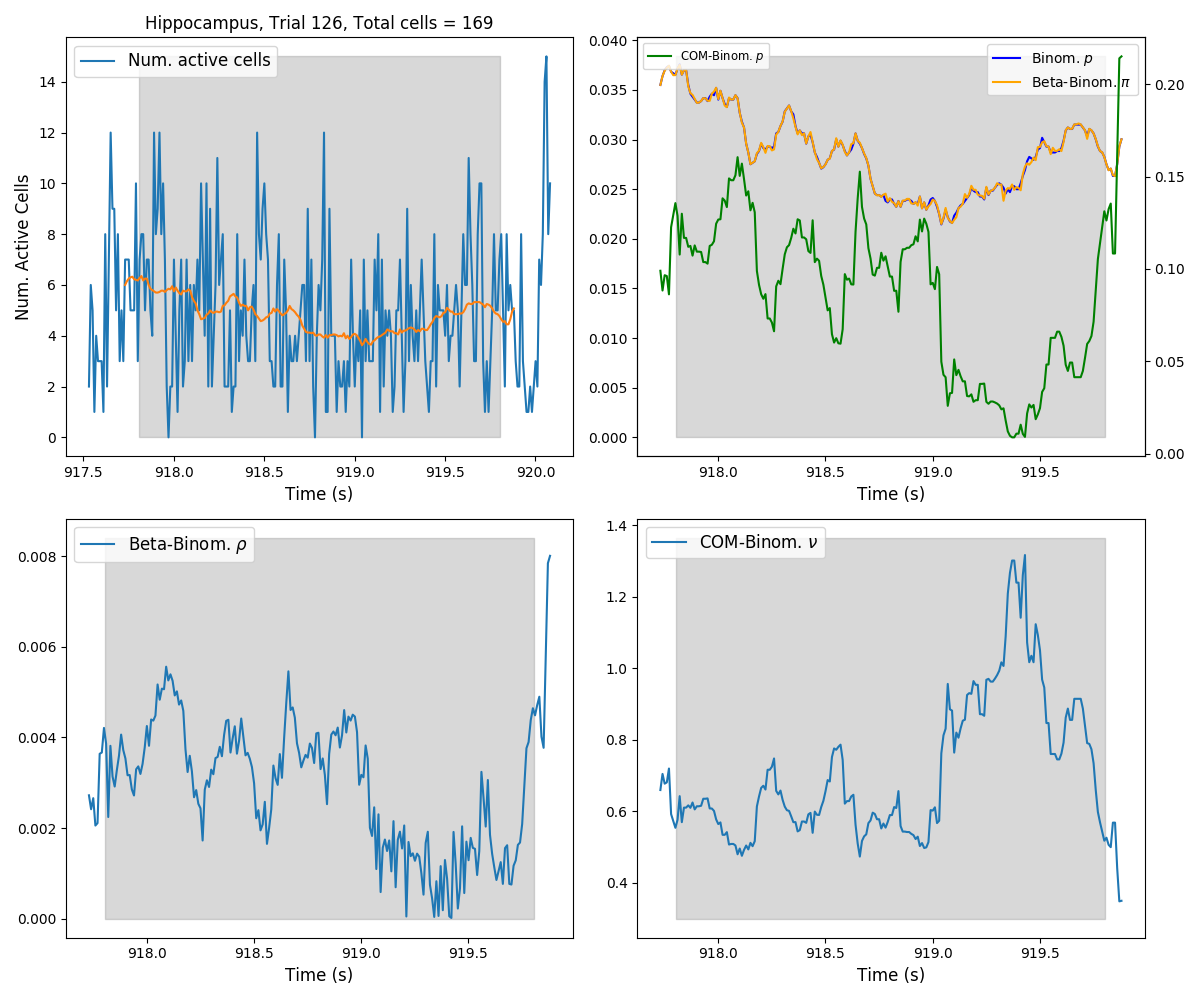 Hippocampus, Trial 126, Total cells = 169
Num. active cells
Num. Active Cells
14
12
10
8
6
4
2
0
917.5 918.0 918.5 919.0 919.5 920.0
Time (s)
COM-Binom. p
Binom. p
Beta-Binom. π
0.040
0.035
0.030
0.025
0.020
0.015
0.010
0.005
0.000
0.20
0.15
0.10
0.05
0.00
918.0 918.5 919.0 919.5
Time (s)
Beta-Binom. ρ
0.008
0.006
0.004
0.002
0.000
918.0 918.5 919.0 919.5
Time (s)
COM-Binom. ν
1.4
1.2
1.0
0.8
0.6
0.4
918.0 918.5 919.0 919.5
Time (s)